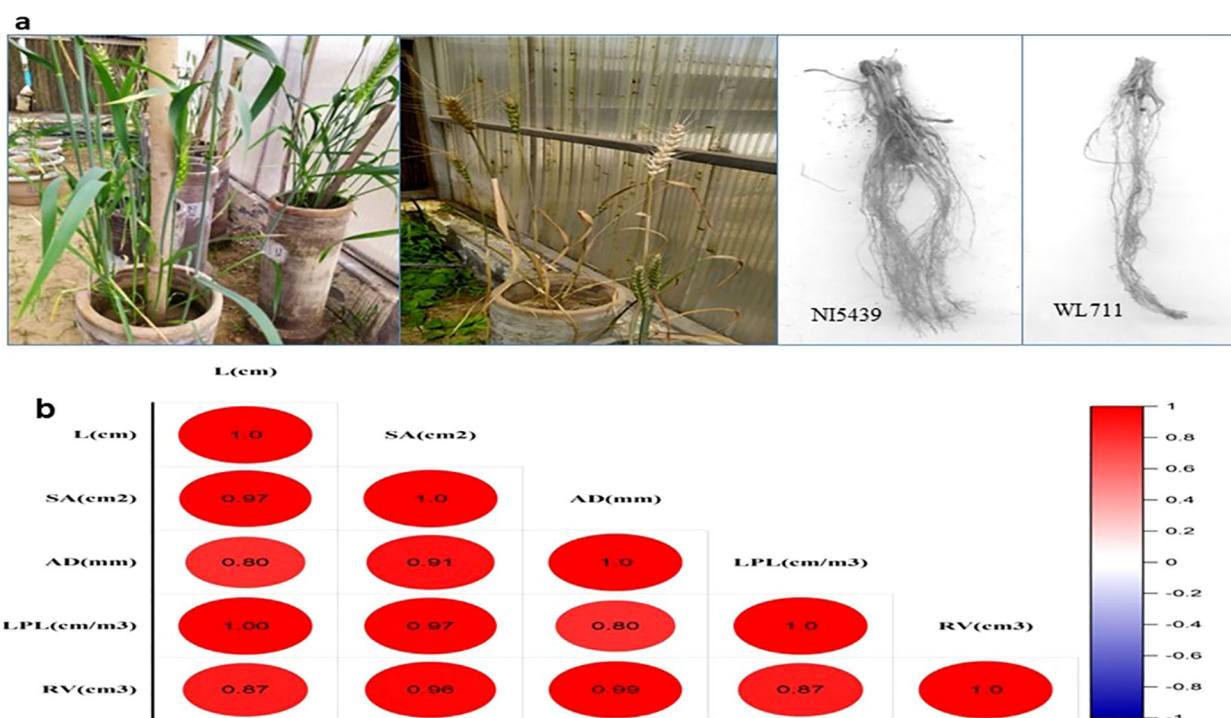 a
NI5439
WL711
L(cm)
b
L(cm) 1.0 SA(cm2)
SA(cm2) 0.97 1.0 AD(mm)
AD(mm) 0.80 0.91 1.0 LPL(cm/m3)
LPL(cm/m3) 1.00 0.97 0.80 1.0 RV(cm3)
RV(cm3) 0.87 0.96 0.99 0.87 1.0
1
0.8
0.6
0.4
0.2
0
-0.2
-0.4
-0.6
-0.8
-1